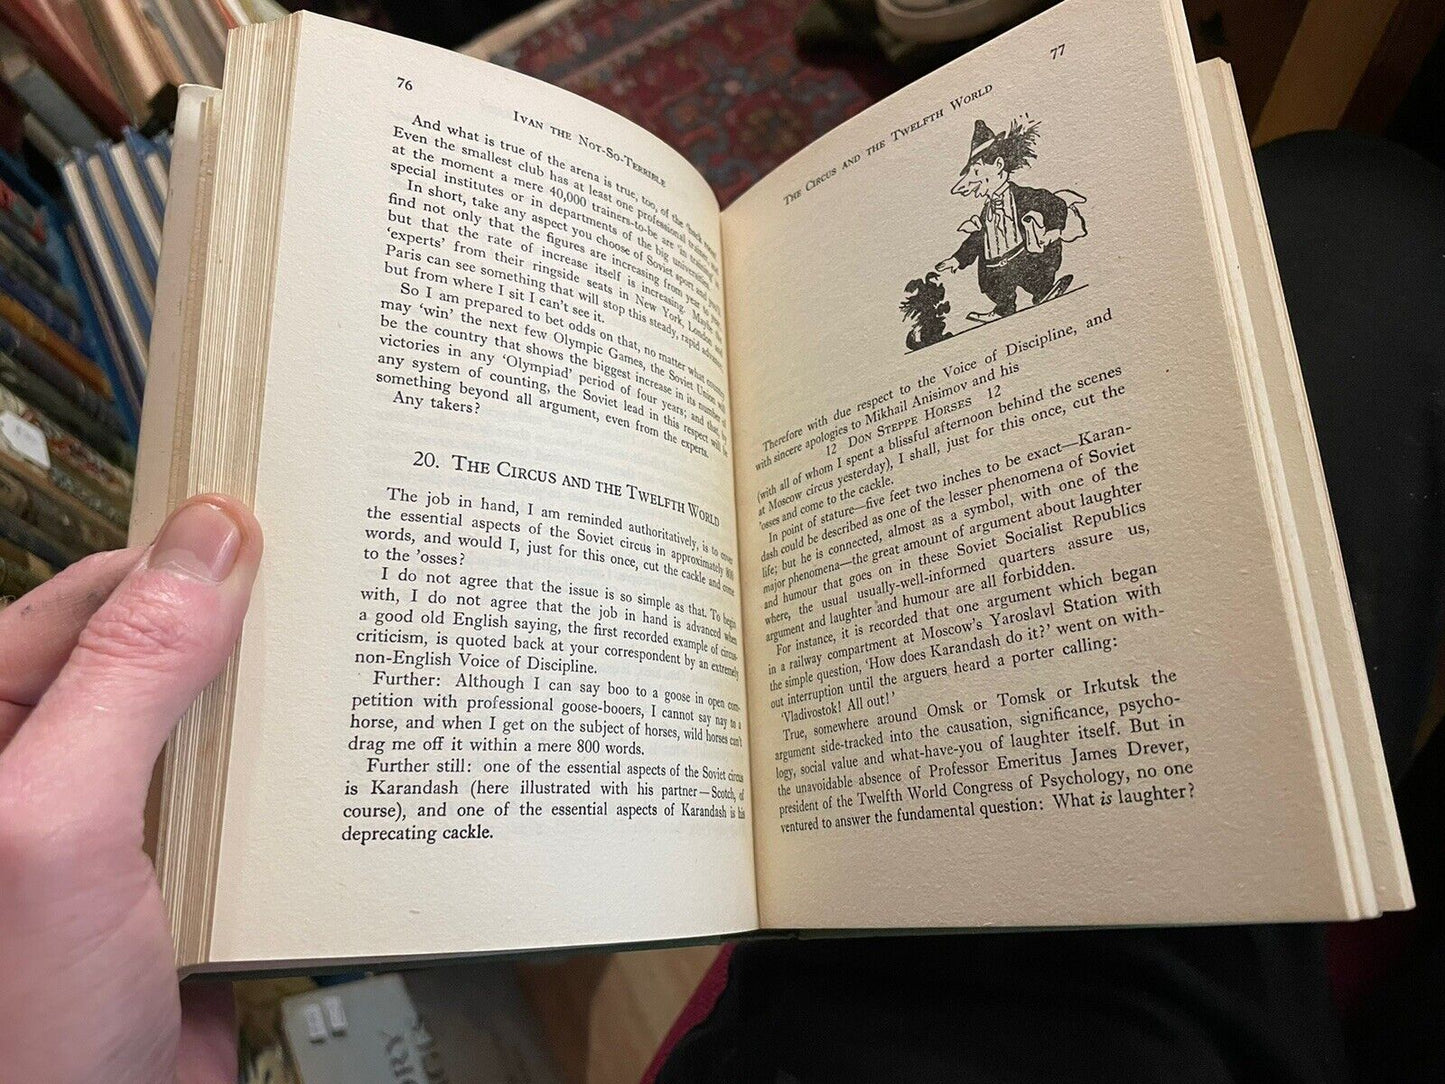 76
IVAN THE NOT-SO-TERRIBLE
And what is true of the arena is true, too, of the 'back room'.
Even the smallest club has at least one professional trainer and
at the moment a mere 40,000 trainers-to-be are 'in training' at
special institutes or in departments of the big universities.
In short, take any aspect you choose of Soviet sport and you'll
find not only that the figures are increasing from year to year,
but that the rate of increase itself is increasing. Maybe the
'experts' from their ringside seats in New York, London and
Paris can see something that will stop this steady, rapid advance,
but from where I sit I can't see it.
So I am prepared to bet odds on that, no matter what country
may 'win' the next few Olympic Games, the Soviet Union will
be the country that shows the biggest increase in its number of
victories in any 'Olympiad' period of four years; and that, by
any system of counting, the Soviet lead in this respect will be
something beyond all argument, even from the experts.
Any takers?
20. THE CIRCUS AND THE TWELFTH WORLD
The job in hand, I am reminded authoritatively, is to cover
the essential aspects of the Soviet circus in approximately 800
words, and would I, just for this once, cut the cackle and come
to the 'osses?
I do not agree that the issue is so simple as that. To begin
with, I do not agree that the job in hand is advanced when
a good old English saying, the first recorded example of circus-
criticism, is quoted back at your correspondent by an extremely
non-English Voice of Discipline.
Further: Although I can say boo to a goose in open com-
petition with professional goose-booers, I cannot say nay to a
horse, and when I get on the subject of horses, wild horses can't
drag me off it within a mere 800 words.
Further still: one of the essential aspects of the Soviet circus
is Karandash (here illustrated with his partner—Scotch, of
course), and one of the essential aspects of Karandash is his
deprecating cackle.
77
THE CIRCUS AND THE TWELFTH WORLD
Therefore with due respect to the Voice of Discipline, and
with sincere apologies to Mikhail Anisimov and his
12 DON STEPPE HORSES 12
(with all of whom I spent a blissful afternoon behind the scenes
at Moscow circus yesterday), I shall, just for this once, cut the
'osses and come to the cackle.
In point of stature—five feet two inches to be exact—Karan-
dash could be described as one of the lesser phenomena of Soviet
life; but he is connected, almost as a symbol, with one of the
major phenomena—the great amount of argument about laughter
and humour that goes on in these Soviet Socialist Republics
where, the usual usually-well-informed quarters assure us,
argument and laughter and humour are all forbidden.
For instance, it is recorded that one argument which began
in a railway compartment at Moscow's Yaroslavl Station with
the simple question, 'How does Karandash do it?' went on with-
out interruption until the arguers heard a porter calling:
'Vladivostok! All out!'
True, somewhere around Omsk or Tomsk or Irkutsk the
argument side-tracked into the causation, significance, psycho-
logy, social value and what-have-you of laughter itself. But in
the unavoidable absence of Professor Emeritus James Drever,
president of the Twelfth World Congress of Psychology, no one
ventured to answer the fundamental question: What is laughter?